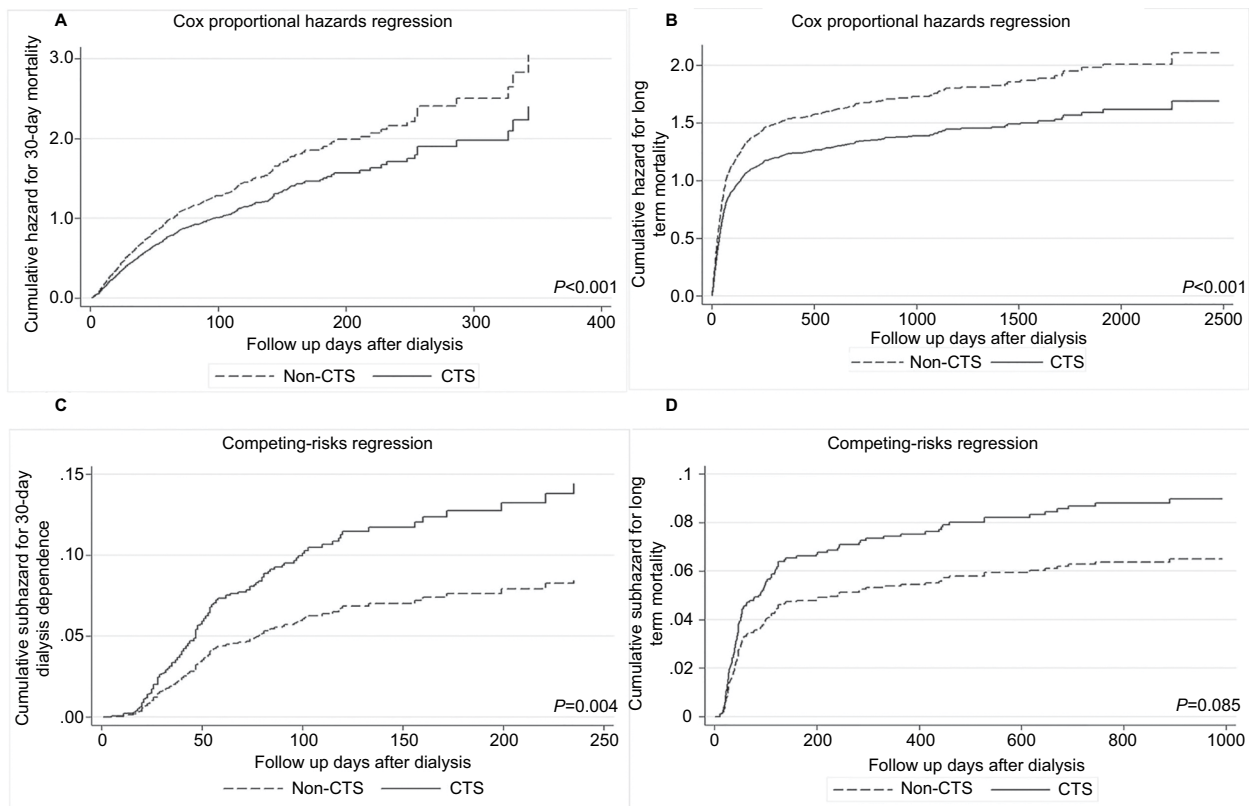 A
Cox proportional hazards regression
Cumulative hazard for 30-day mortality
3.0
2.0
1.0
0.0
P<0.001
0 100 200 300 400
Follow up days after dialysis
Non-CTS CTS
B
Cox proportional hazards regression
Cumulative hazard for long
term mortality
2.0
1.5
1.0
0.5
0.0
P<0.001
0 500 1000 1500 2000 2500
Follow up days after dialysis
Non-CTS CTS
C
Competing-risks regression
Cumulative subhazard for 30-day
dialysis dependence
.15
.10
.05
.00
P=0.004
0 50 100 150 200 250
Follow up days after dialysis
Non-CTS CTS
D
Competing-risks regression
Cumulative subhazard for long
term mortality
.1
.08
.06
.04
.02
0
P=0.085
0 200 400 600 800 1000
Follow up days after dialysis
Non-CTS CTS